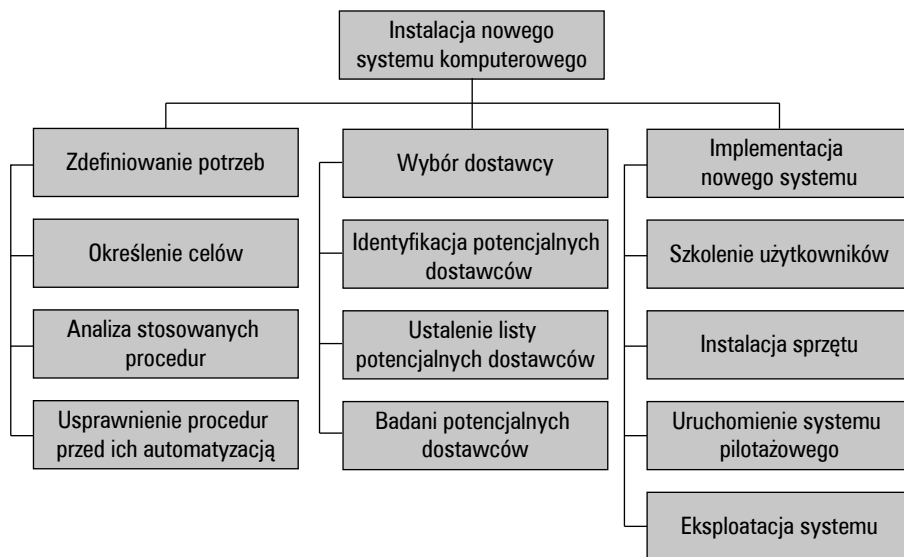 Instalacja nowego
systemu komputerowego
Zdefiniowanie potrzeb
Określenie celów
Analiza stosowanych
procedur
Usprawnienie procedur
przed ich automatyzacją
Wybór dostawcy
Identyfikacja potencjalnych
dostawców
Ustalenie listy
potencjalnych dostawców
Badani potencjalnych
dostawców
Implementacja
nowego systemu
Szkolenie użytkowników
Instalacja sprzętu
Uruchomienie systemu
pilotażowego
Eksploatacja systemu